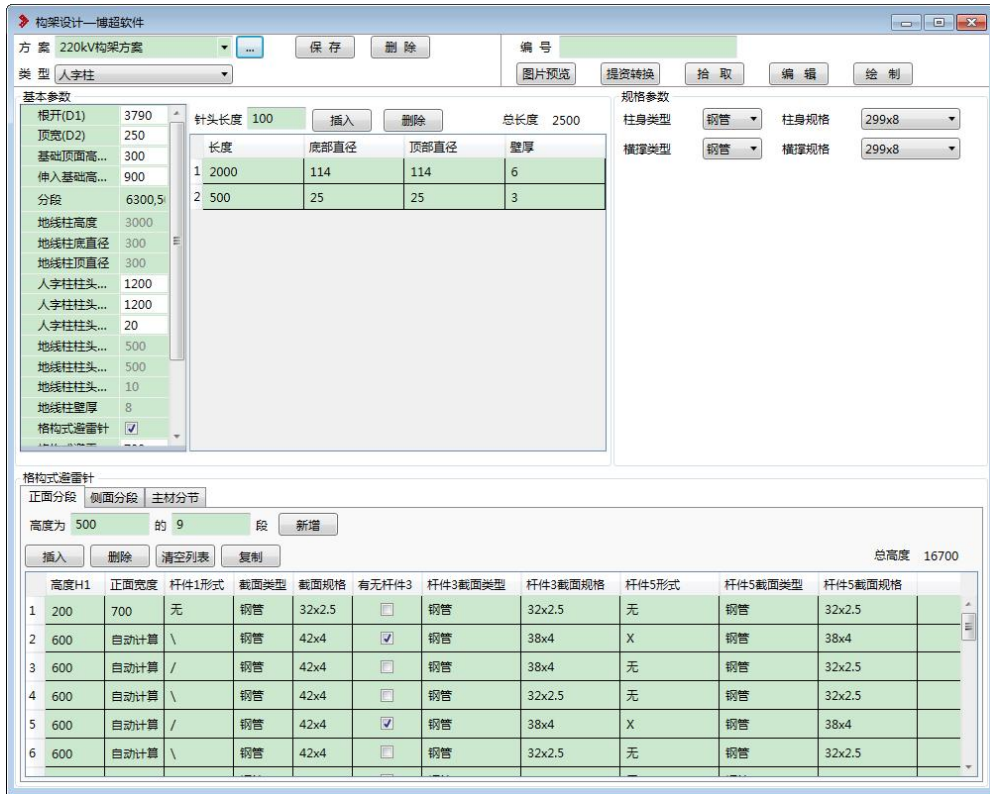 构架设计—博超软件
方 案 220kV构架方案 ... 保 存 删 除 编 号
类 型 人字柱 图片预览 提资转换 拾 取 编 辑 绘 制
基本参数 规格参数
根开(D1) 3790
顶宽(D2) 250
基础顶面高... 300
伸入基础高... 900
分段 6300,5
地线柱高度 3000
地线柱底直径 300
地线柱顶直径 300
人字柱柱头... 1200
人字柱柱头... 1200
人字柱柱头... 20
地线柱柱头... 500
地线柱柱头... 500
地线柱柱头... 10
地线柱壁厚 8
格构式避雷针
针头长度 100 插入 删除 总长度 2500
长度 底部直径 顶部直径 壁厚
1 2000 114 114 6
2 500 25 25 3
柱身类型 钢管 柱身规格 299x8
横撑类型 钢管 横撑规格 299x8
格构式避雷针
正面分段 侧面分段 主材分节
高度为 500 的 9 段 新增
插入 删除 清空列表 复制 总高度 16700
高度H1 正面宽度 杆件1形式 截面类型 截面规格 有无杆件3 杆件3截面类型 杆件3截面规格 杆件5形式 杆件5截面类型 杆件5截面规格
1 200 700 无 钢管 32x2.5 钢管 32x2.5 无 钢管 32x2.5
2 600 自动计算 \ 钢管 42x4 钢管 38x4 X 钢管 38x4
3 600 自动计算 / 钢管 42x4 钢管 38x4 无 钢管 32x2.5
4 600 自动计算 \ 钢管 42x4 钢管 32x2.5 无 钢管 32x2.5
5 600 自动计算 / 钢管 42x4 钢管 38x4 X 钢管 38x4
6 600 自动计算 \ 钢管 42x4 钢管 32x2.5 无 钢管 32x2.5